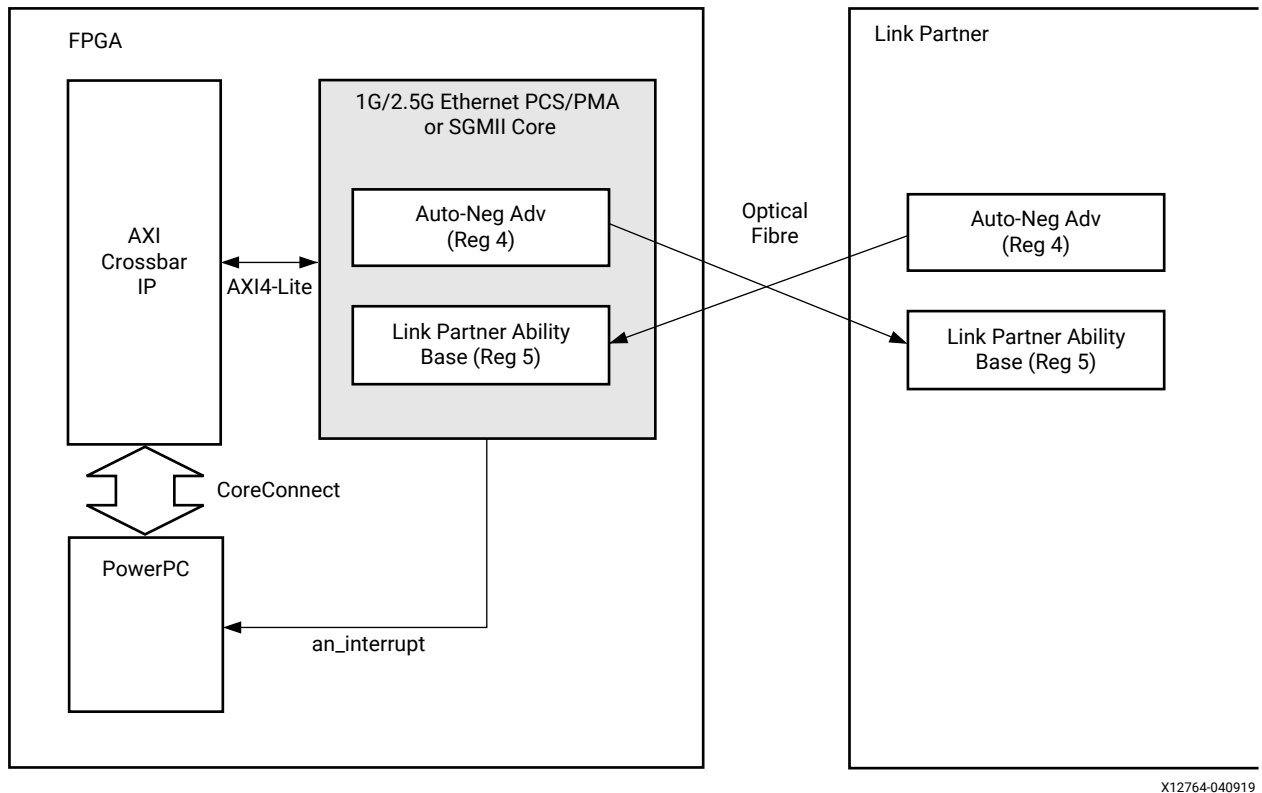 FPGA
Link Partner
1G/2.5G Ethernet PCS/PMA
or SGMII Core
Auto-Neg Adv
(Reg 4)
Optical
Fibre
Auto-Neg Adv
(Reg 4)
AXI
Crossbar
IP
AXI4-Lite
Link Partner Ability
Base (Reg 5)
Link Partner Ability
Base (Reg 5)
CoreConnect
PowerPC
an_interrupt
X12764-040919